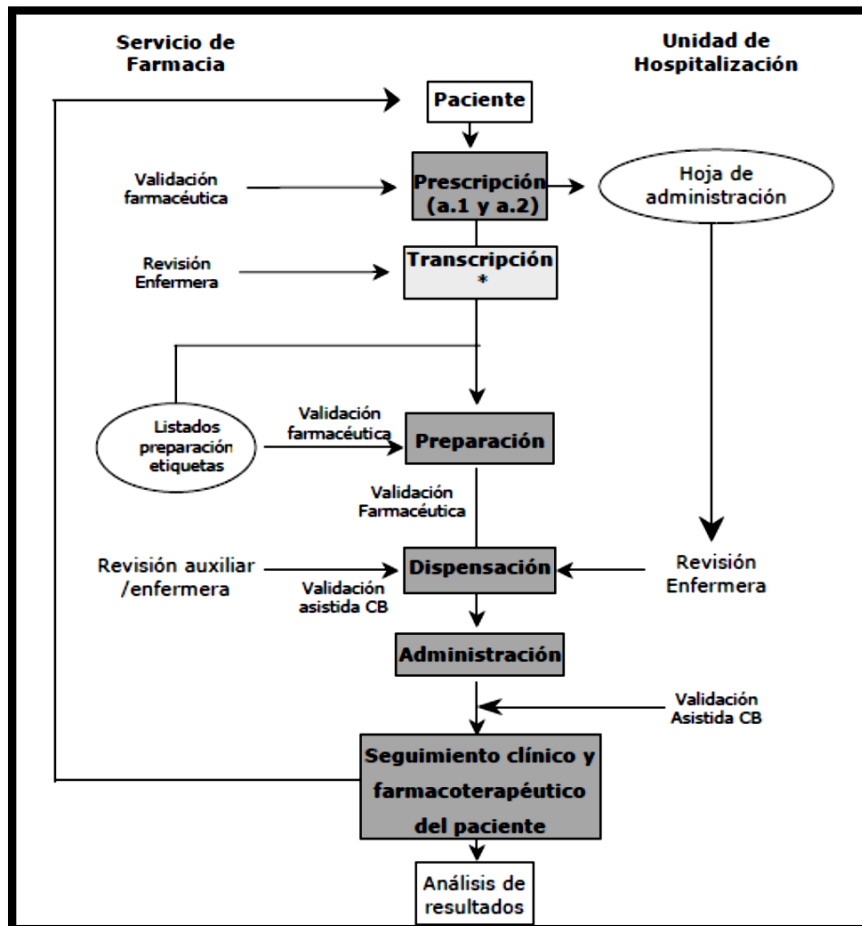 Servicio de
Farmacia
Unidad de
Hospitalización
Paciente
Validación
farmacéutica
Prescripción
(a.1 y a.2)
Hoja de
administración
Revisión
Enfermera
Transcripción
*
Listados
preparación
etiquetas
Validación
farmacéutica
Preparación
Validación
Farmacéutica
Revisión auxiliar
/enfermera
Validación
asistida CB
Dispensación
Revisión
Enfermera
Administración
Validación
Asistida CB
Seguimiento clínico y
farmacoterapéutico
del paciente
Análisis de
resultados